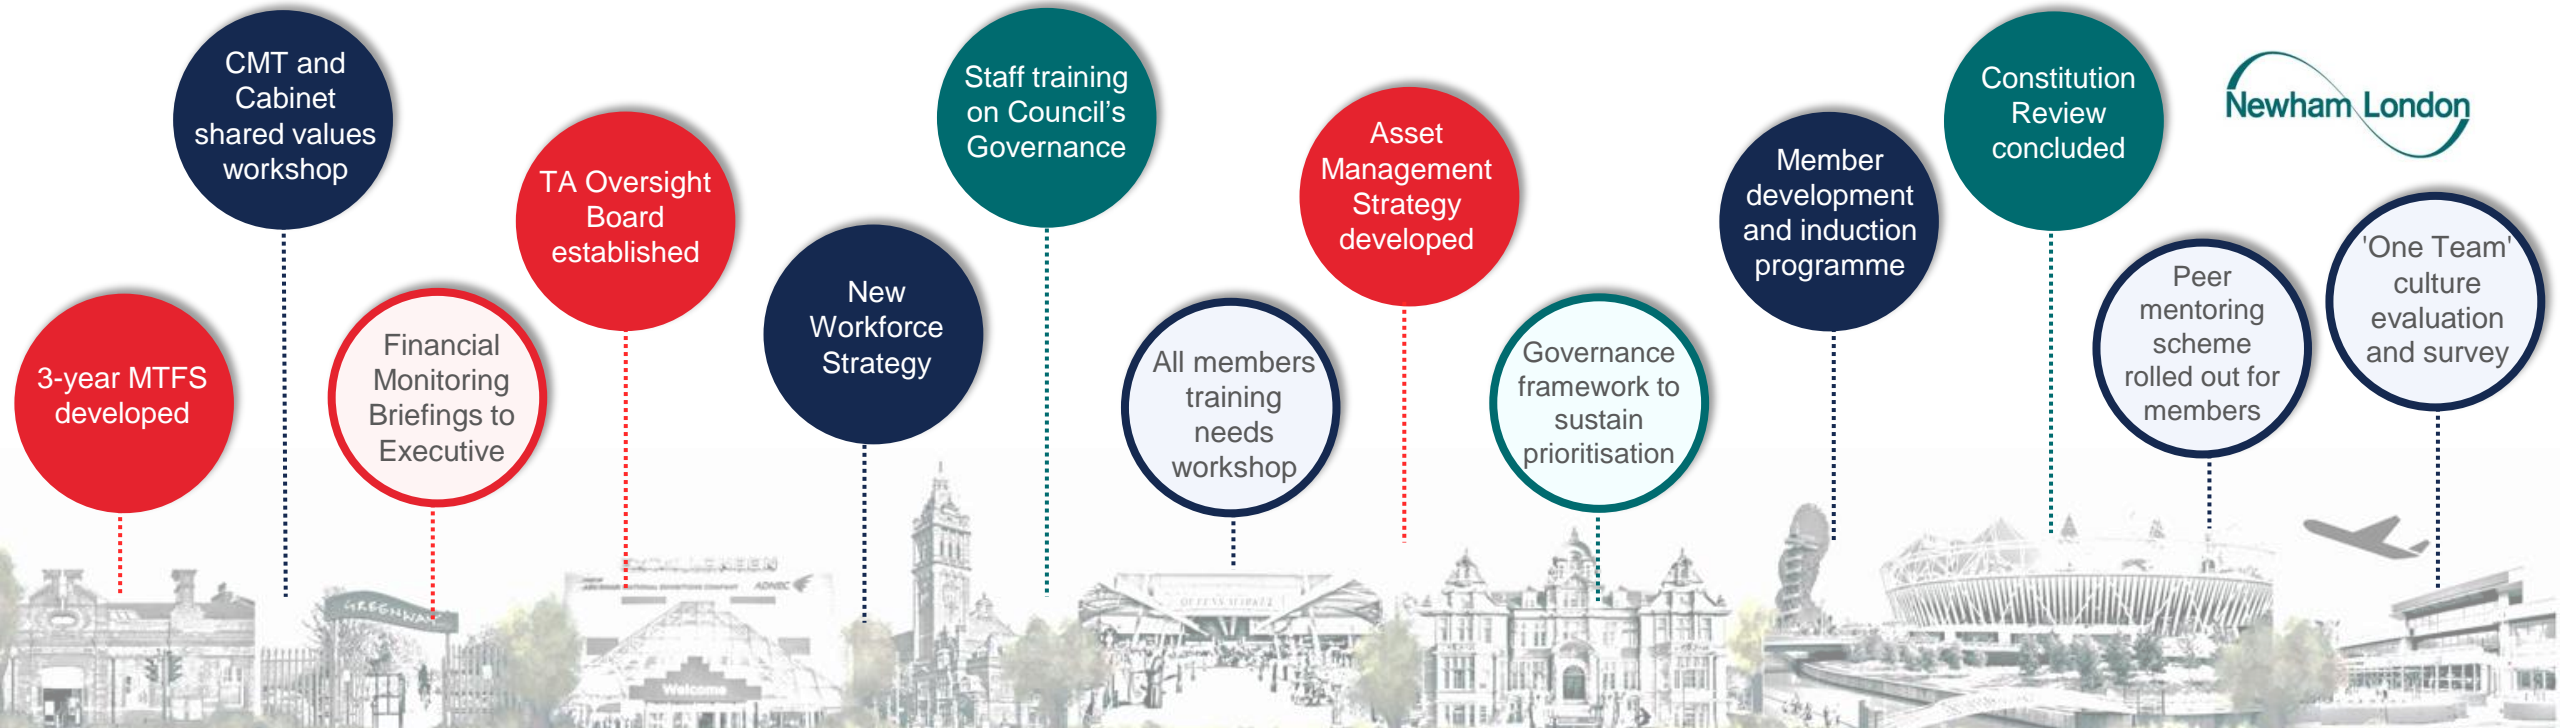 CMT and
Cabinet
shared values
workshop
Staff training
on Council's
Governance
Constitution
Review
concluded
Newham London
TA Oversight
Board
established
Asset
Management
Strategy
developed
Member
development
and induction
programme
'One Team'
culture
evaluation
and survey
3-year MTFS
developed
Financial
Monitoring
Briefings to
Executive
New
Workforce
Strategy
All members
training
needs
workshop
Governance
framework to
sustain
prioritisation
Peer
mentoring
scheme
rolled out for
members
GREENWAY
ADNEC
QUEENS MARKET
Welcome